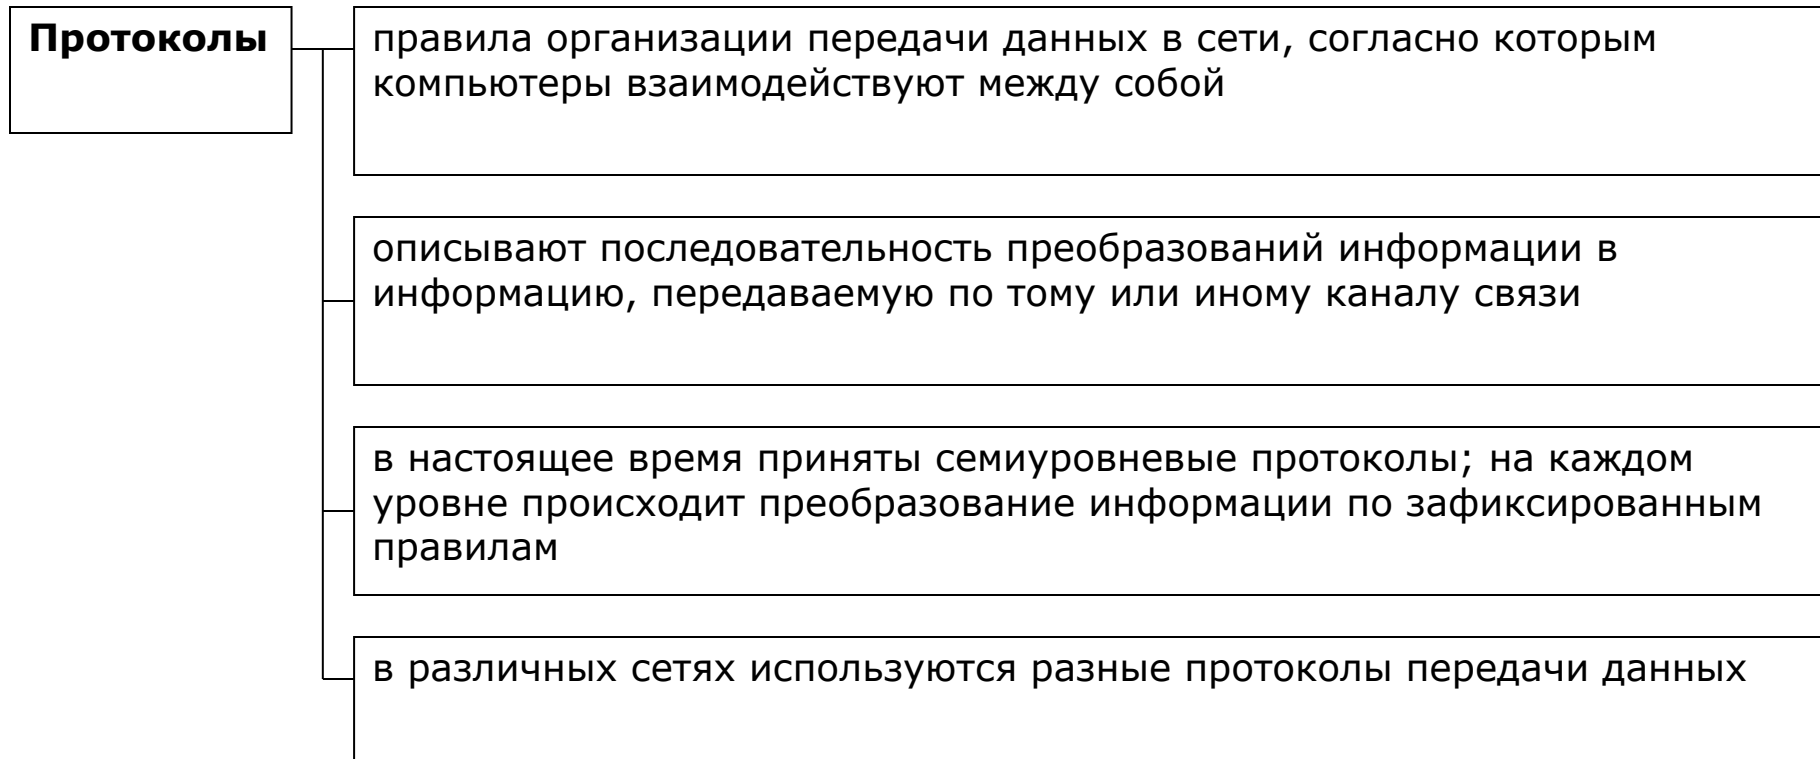 Протоколы
правила организации передачи данных в сети, согласно которым
компьютеры взаимодействуют между собой
описывают последовательность преобразований информации в
информацию, передаваемую по тому или иному каналу связи
в настоящее время приняты семиуровневые протоколы; на каждом
уровне происходит преобразование информации по зафиксированным
правилам
в различных сетях используются разные протоколы передачи данных